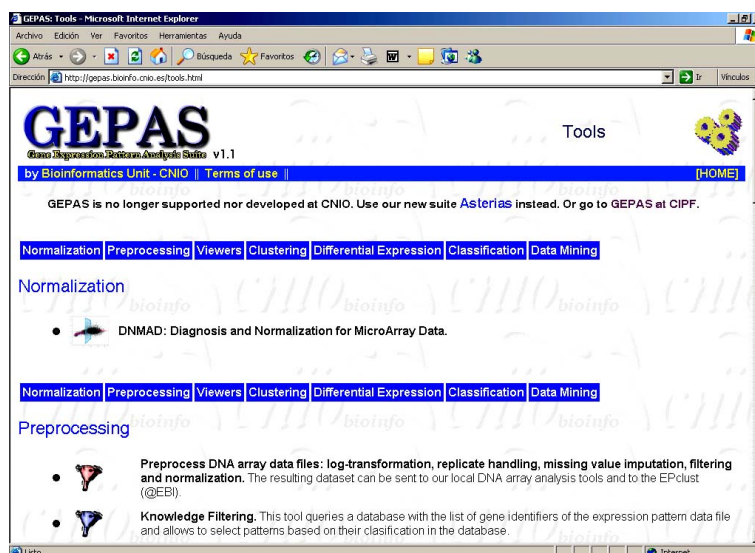 GEPAS: Tools - Microsoft Internet Explorer
Archivo Edición Ver Favoritos Herramientas Ayuda
Atrás Búsqueda Favoritos
Dirección http://gepas.bioinfo.cnio.es/tools.html Ir Vínculos
GEPAS
Gene Expression Pattern Analysis Suite v1.1
Tools
by Bioinformatics Unit - CNIO || Terms of use || [HOME]
GEPAS is no longer supported nor developed at CNIO. Use our new suite Asterias instead. Or go to GEPAS at CIPF.
Normalization Preprocessing Viewers Clustering Differential Expression Classification Data Mining
Normalization
DNMAD: Diagnosis and Normalization for MicroArray Data.
Normalization Preprocessing Viewers Clustering Differential Expression Classification Data Mining
Preprocessing
Preprocess DNA array data files: log-transformation, replicate handling, missing value imputation, filtering
and normalization. The resulting dataset can be sent to our local DNA array analysis tools and to the EPclust
(@EBI).
Knowledge Filtering. This tool queries a database with the list of gene identifiers of the expression pattern data file
and allows to select patterns based on their clasification in the database.
Listo Internet